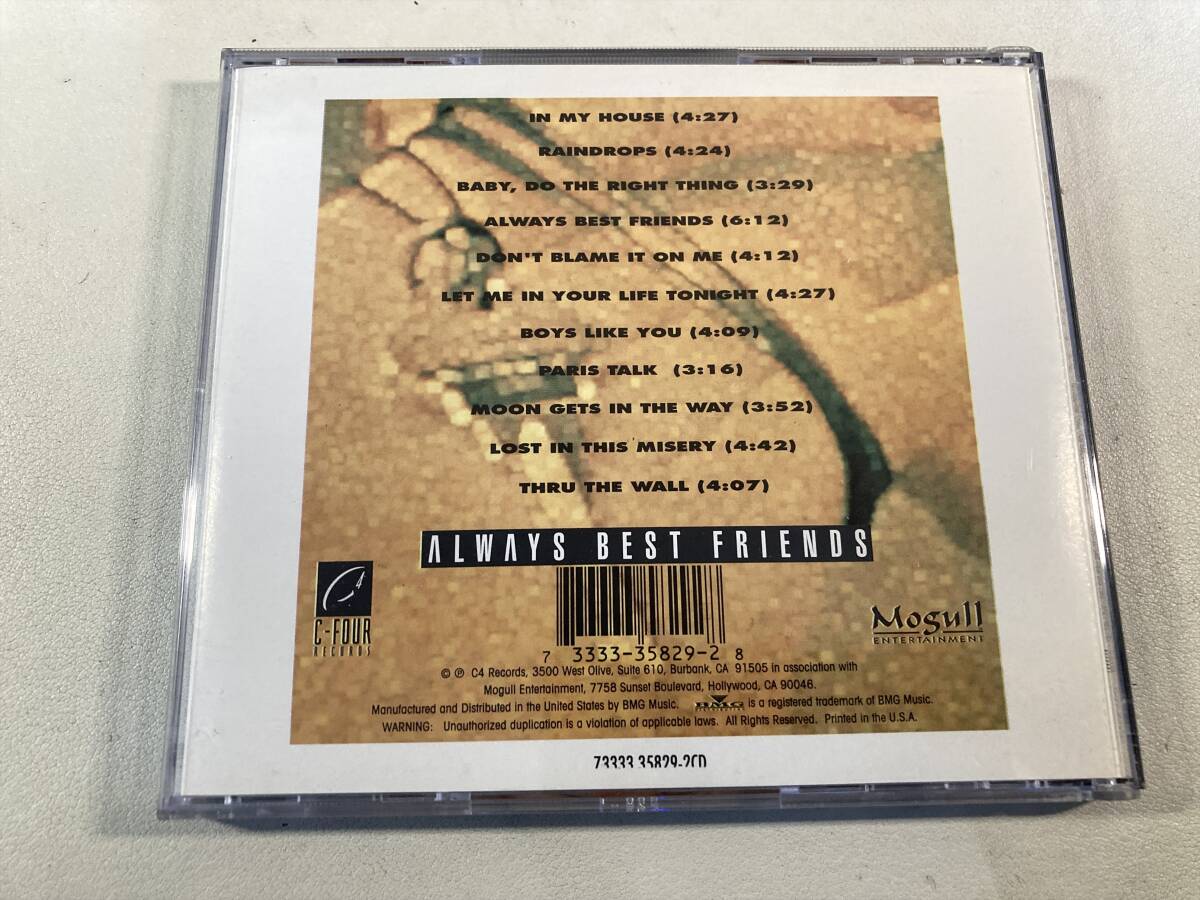 IN MY HOUSE (4:27)
RAINDROPS (4:24)
BABY, DO THE RIGHT THING (3:29)
ALWAYS BEST FRIENDS (6:12)
DON'T BLAME IT ON ME (4:12)
LET ME IN YOUR LIFE TONIGHT (4:27)
BOYS LIKE YOU (4:09)
PARIS TALK (3:16)
MOON GETS IN THE WAY (3:52)
LOST IN THIS MISERY (4:42)
THRU THE WALL (4:07)
ALWAYS BEST FRIENDS
C4
C-FOUR
RECORDS
7 3333-35829-2 8
Mogull
ENTERTAINMENT
© ℗ C4 Records, 3500 West Olive, Suite 610, Burbank, CA 91505 in association with
Mogull Entertainment, 7758 Sunset Boulevard, Hollywood, CA 90046.
Manufactured and Distributed in the United States by BMG Music. BMG is a registered trademark of BMG Music.
WARNING: Unauthorized duplication is a violation of applicable laws. All Rights Reserved. Printed in the U.S.A.
73333 35829-2CD